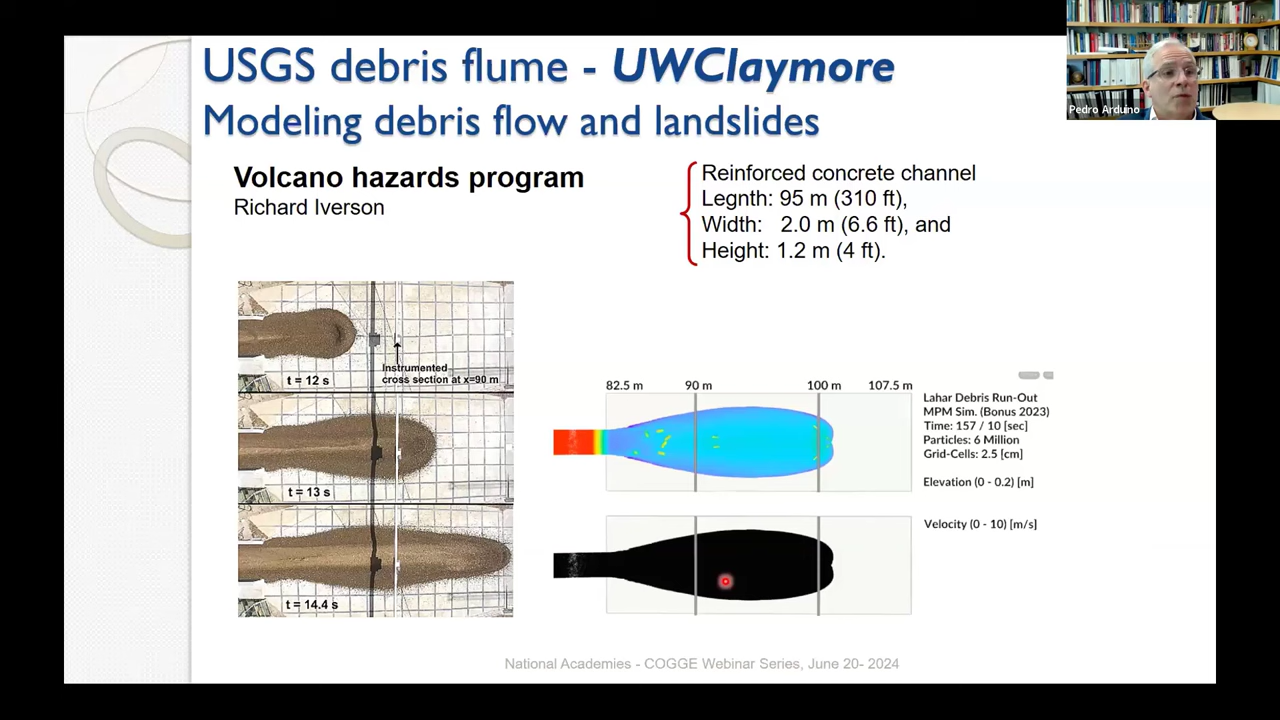 USGS debris flume - UWClaymore
Modeling debris flow and landslides
Pedro Arduino
Volcano hazards program
Richard Iverson
Reinforced concrete channel
Legnth: 95 m (310 ft),
Width: 2.0 m (6.6 ft), and
Height: 1.2 m (4 ft).
Instrumented
cross section at x=90 m
t = 12 s
t = 13 s
t = 14.4 s
82.5 m 90 m 100 m 107.5 m
Lahar Debris Run-Out
MPM Sim. (Bonus 2023)
Time: 157 / 10 [sec]
Particles: 6 Million
Grid-Cells: 2.5 [cm]
Elevation (0 - 0.2) [m]
Velocity (0 - 10) [m/s]
National Academies - COGGE Webinar Series, June 20- 2024